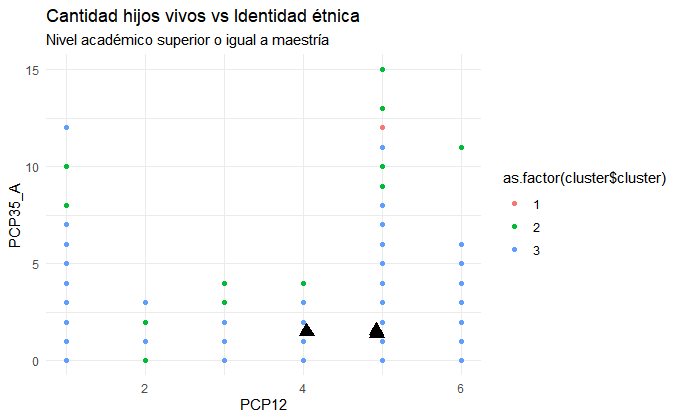 Cantidad hijos vivos vs Identidad étnica
Nivel académico superior o igual a maestría
15
10
5
0
PCP35_A
2
4
6
PCP12
as.factor(cluster$cluster)
1
2
3